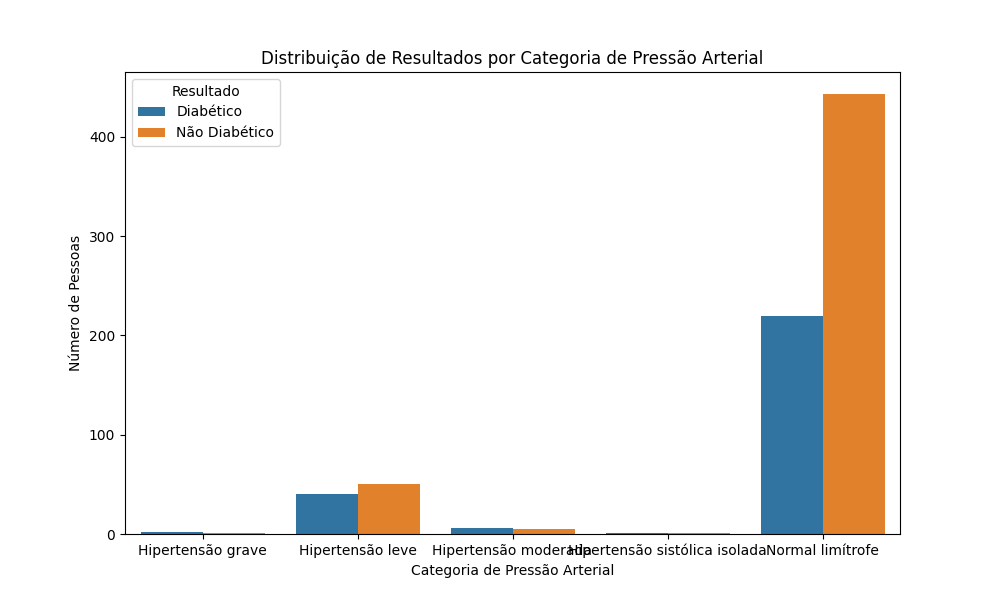 Distribuição de Resultados por Categoria de Pressão Arterial
Resultado
Diabético
Não Diabético
Número de Pessoas
400
300
200
100
0
Hipertensão grave
Hipertensão leve
Hipertensão moderada
Hipertensão sistólica isolada
Normal limítrofe
Categoria de Pressão Arterial